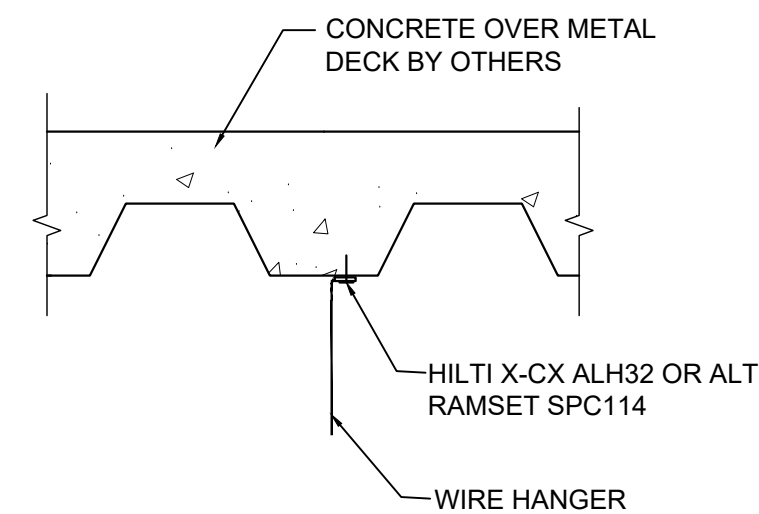 CONCRETE OVER METAL
DECK BY OTHERS
HILTI X-CX ALH32 OR ALT
RAMSET SPC114
WIRE HANGER